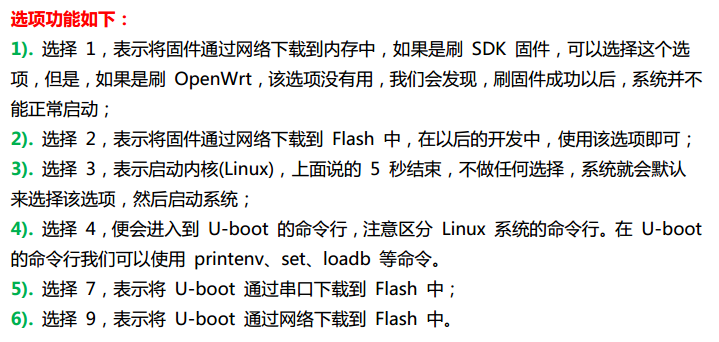 选项功能如下：
1). 选择 1，表示将固件通过网络下载到内存中，如果是刷 SDK 固件，可以选择这个选
项，但是，如果是刷 OpenWrt，该选项没有用，我们会发现，刷固件成功以后，系统并不
能正常启动；
2). 选择 2，表示将固件通过网络下载到 Flash 中，在以后的开发中，使用该选项即可；
3). 选择 3，表示启动内核(Linux)，上面说的 5 秒结束，不做任何选择，系统就会默认
来选择该选项，然后启动系统；
4). 选择 4，便会进入到 U-boot 的命令行，注意区分 Linux 系统的命令行。在 U-boot
的命令行我们可以使用 printenv、set、loadb 等命令。
5). 选择 7，表示将 U-boot 通过串口下载到 Flash 中；
6). 选择 9，表示将 U-boot 通过网络下载到 Flash 中。